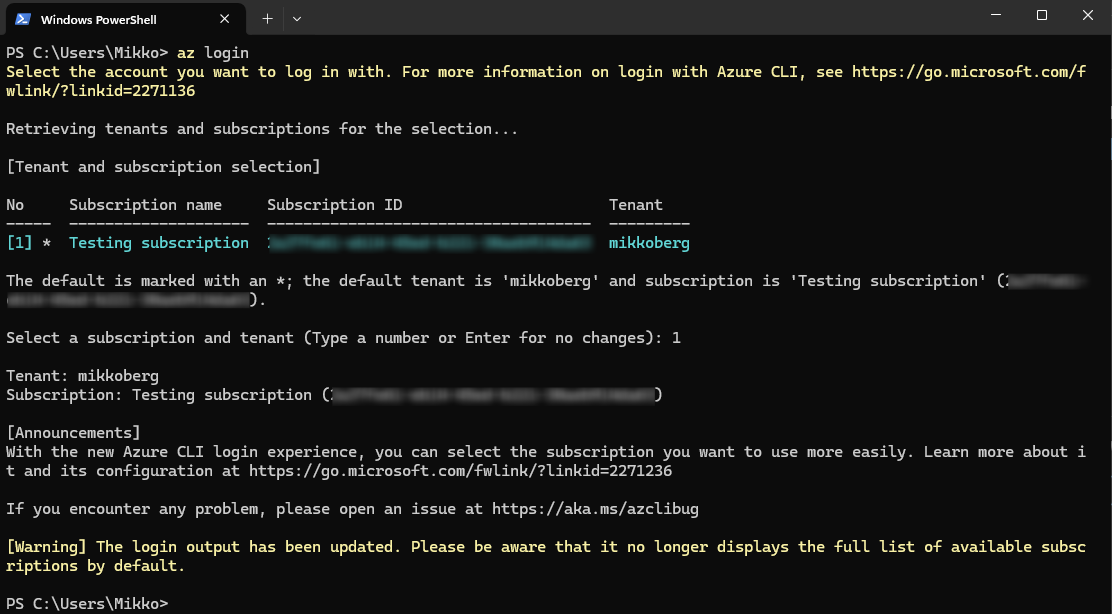 Windows PowerShell
PS C:\Users\Mikko> az login
Select the account you want to log in with. For more information on login with Azure CLI, see https://go.microsoft.com/f
wlink/?linkid=2271136
Retrieving tenants and subscriptions for the selection...
[Tenant and subscription selection]
No     Subscription name     Subscription ID                       Tenant
-----  --------------------  ------------------------------------  ---------
[1] *  Testing subscription  mikkoberg
The default is marked with an *; the default tenant is 'mikkoberg' and subscription is 'Testing subscription' (
).
Select a subscription and tenant (Type a number or Enter for no changes): 1
Tenant: mikkoberg
Subscription: Testing subscription ()
[Announcements]
With the new Azure CLI login experience, you can select the subscription you want to use more easily. Learn more about i
t and its configuration at https://go.microsoft.com/fwlink/?linkid=2271236
If you encounter any problem, please open an issue at https://aka.ms/azclibug
[Warning] The login output has been updated. Please be aware that it no longer displays the full list of available subsc
riptions by default.
PS C:\Users\Mikko>